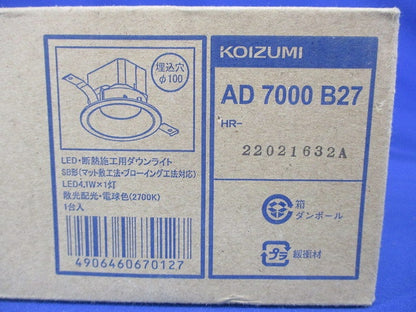 埋込穴
φ100
LED・断熱施工用ダウンライト
SB形(マット敷工法・ブローイング工法対応)
LED4.1W×1灯
散光配光・電球色(2700K)
1台入
4906460670127
KOIZUMI
AD 7000 B27
HR-
22021632A
箱
ダンボール
プラ
緩衝材